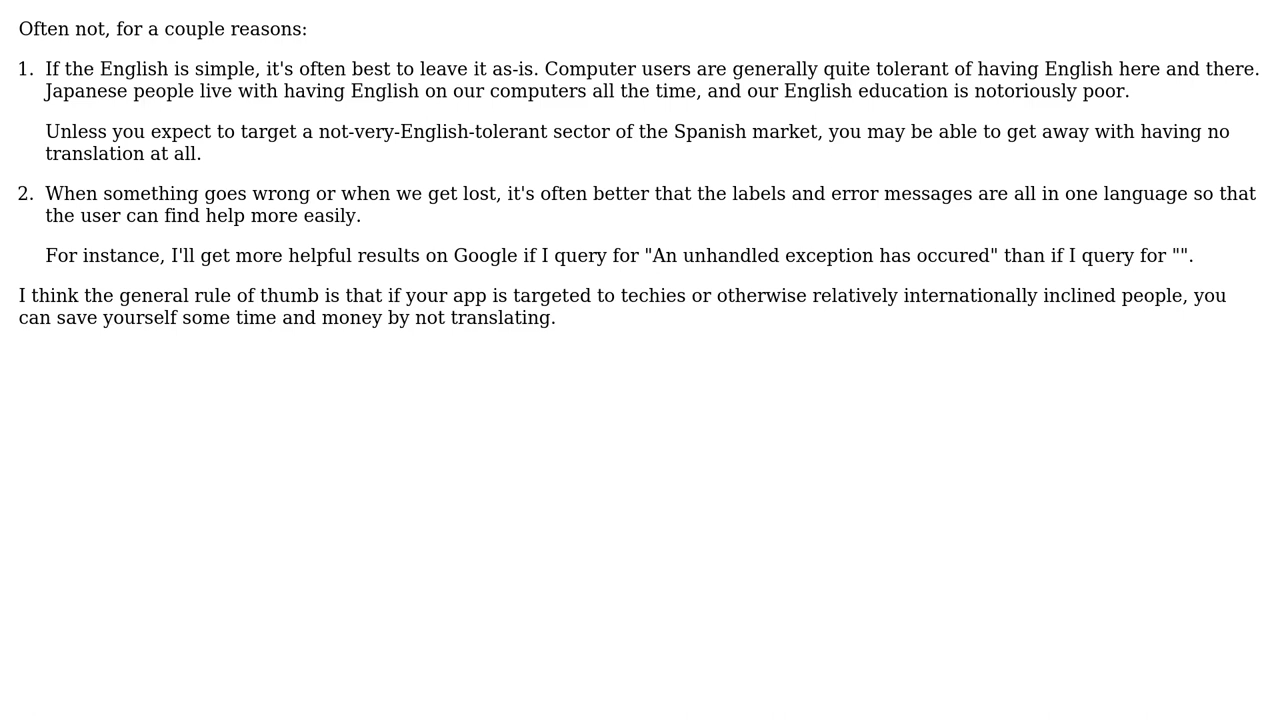 Often not, for a couple reasons:
1. If the English is simple, it's often best to leave it as-is. Computer users are generally quite tolerant of having English here and there.
Japanese people live with having English on our computers all the time, and our English education is notoriously poor.
Unless you expect to target a not-very-English-tolerant sector of the Spanish market, you may be able to get away with having no
translation at all.
2. When something goes wrong or when we get lost, it's often better that the labels and error messages are all in one language so that
the user can find help more easily.
For instance, I'll get more helpful results on Google if I query for "An unhandled exception has occured" than if I query for "".
I think the general rule of thumb is that if your app is targeted to techies or otherwise relatively internationally inclined people, you
can save yourself some time and money by not translating.